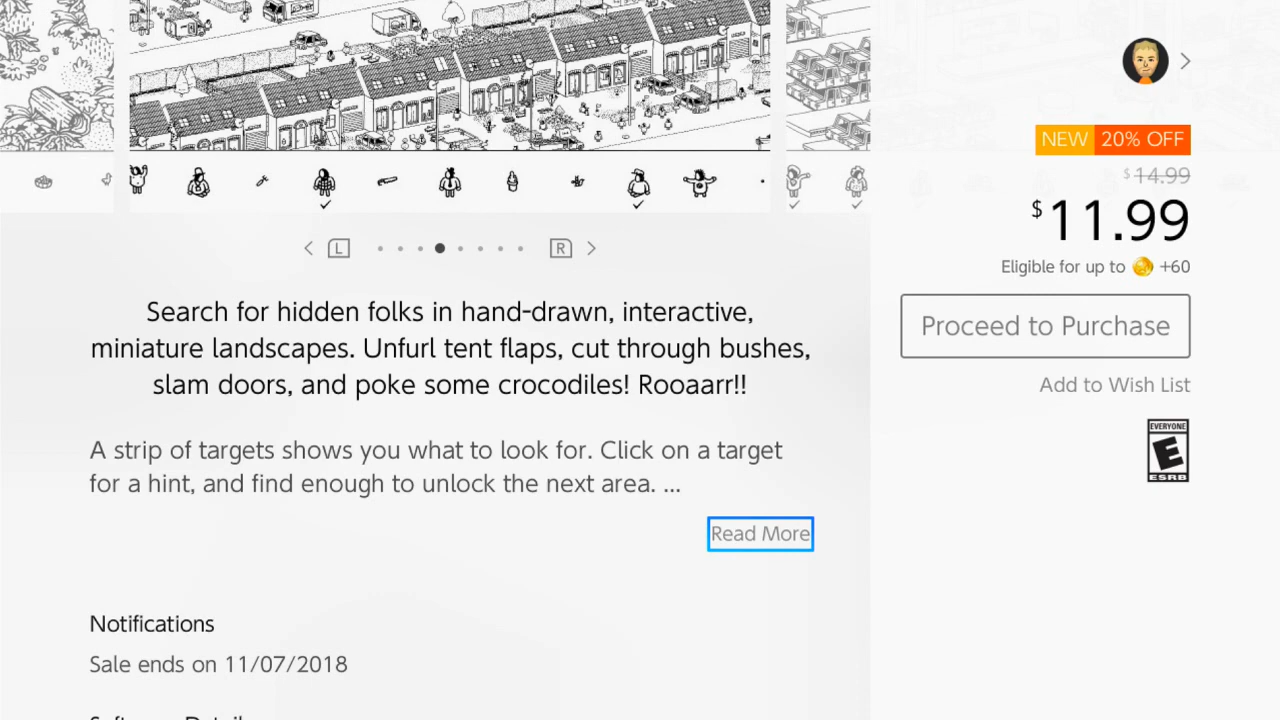 NEW 20% OFF
$14.99
$11.99
Eligible for up to +60
Proceed to Purchase
Add to Wish List
EVERYONE
E
ESRB
L
R
Search for hidden folks in hand-drawn, interactive,
miniature landscapes. Unfurl tent flaps, cut through bushes,
slam doors, and poke some crocodiles! Rooaarr!!
A strip of targets shows you what to look for. Click on a target
for a hint, and find enough to unlock the next area. ...
Read More
Notifications
Sale ends on 11/07/2018